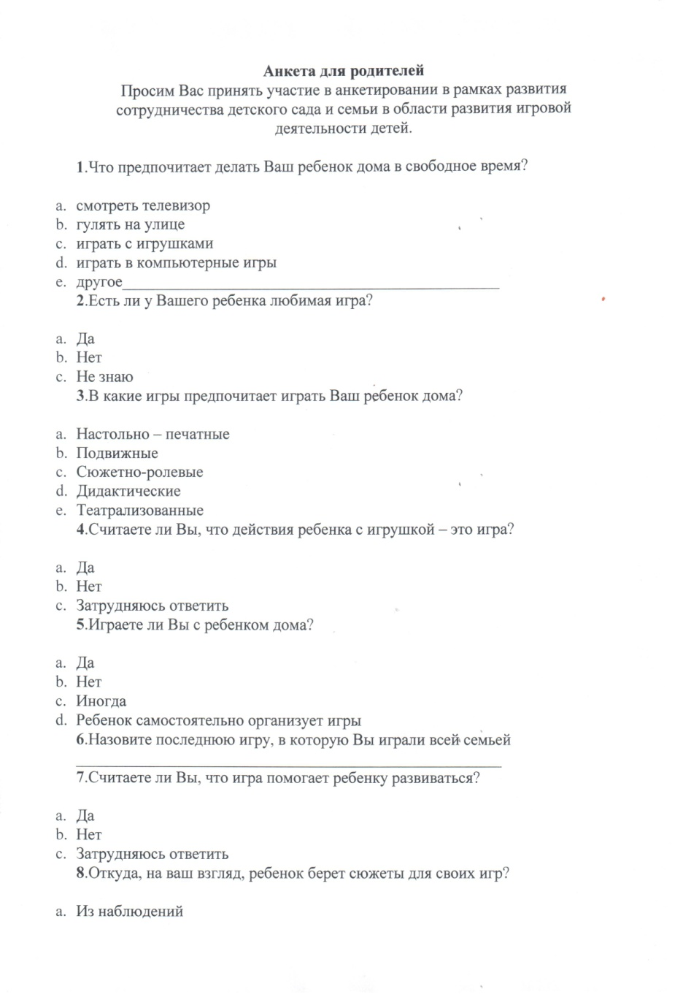 Анкета для родителей
Просим Вас принять участие в анкетировании в рамках развития
сотрудничества детского сада и семьи в области развития игровой
деятельности детей.
1.Что предпочитает делать Ваш ребенок дома в свободное время?
a. смотреть телевизор
b. гулять на улице
c. играть с игрушками
d. играть в компьютерные игры
e. другое____________________________________________________
2.Есть ли у Вашего ребенка любимая игра?
a. Да
b. Нет
c. Не знаю
3.В какие игры предпочитает играть Ваш ребенок дома?
a. Настольно – печатные
b. Подвижные
c. Сюжетно-ролевые
d. Дидактические
e. Театрализованные
4.Считаете ли Вы, что действия ребенка с игрушкой – это игра?
a. Да
b. Нет
c. Затрудняюсь ответить
5.Играете ли Вы с ребенком дома?
a. Да
b. Нет
c. Иногда
d. Ребенок самостоятельно организует игры
6.Назовите последнюю игру, в которую Вы играли всей семьей
___________________________________________________________
7.Считаете ли Вы, что игра помогает ребенку развиваться?
a. Да
b. Нет
c. Затрудняюсь ответить
8.Откуда, на ваш взгляд, ребенок берет сюжеты для своих игр?
a. Из наблюдений